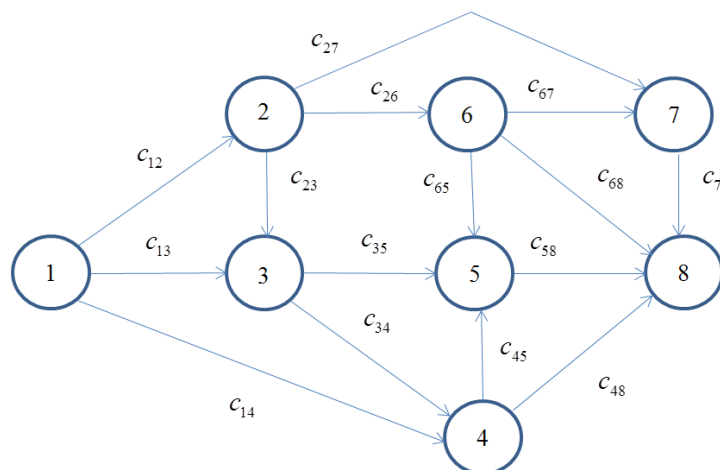 c₂₇
c₂₆ c₆₇
2 6 7
c₁₂ c₂₃ c₆₅ c₆₈ c₇
c₁₃ c₃₅ c₅₈
1 3 5 8
c₃₄ c₄₅
c₁₄ c₄₈
4